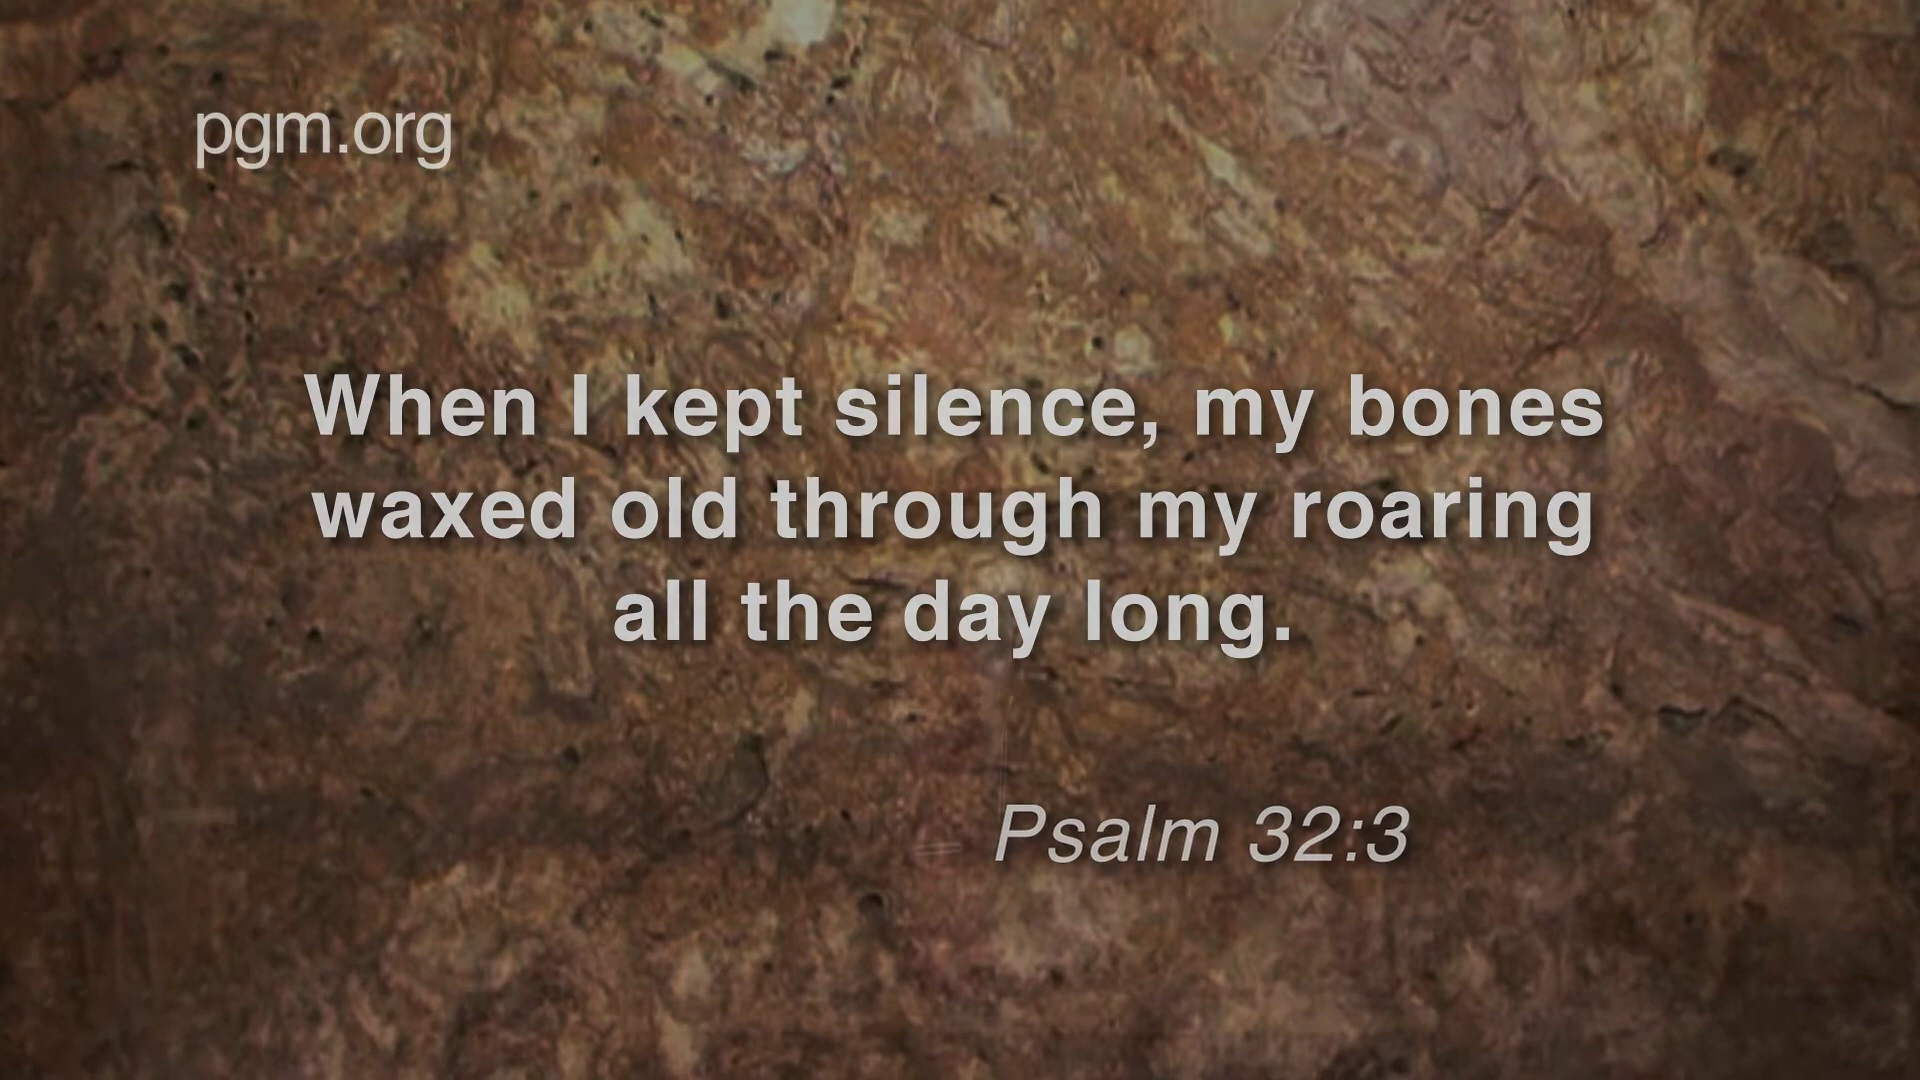 pgm.org
When I kept silence, my bones
waxed old through my roaring
all the day long.
Psalm 32:3